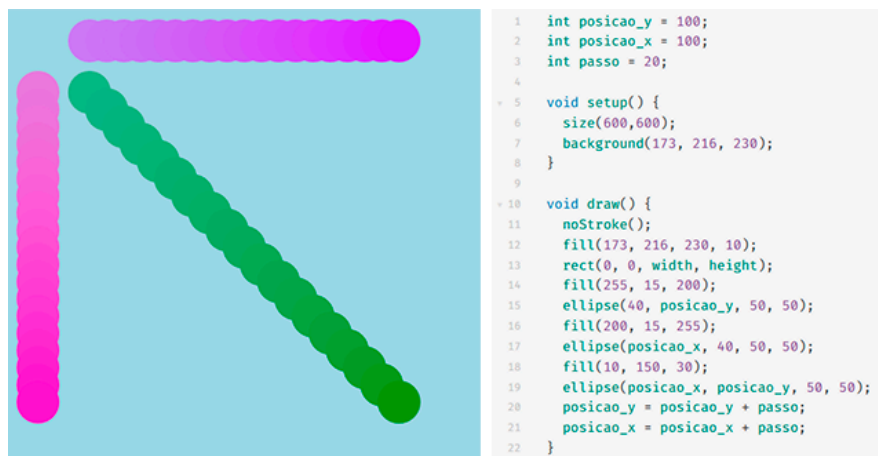 1 int posicao_y = 100;
2 int posicao_x = 100;
3 int passo = 20;
4
5 void setup() {
6 size(600,600);
7 background(173, 216, 230);
8 }
9
10 void draw() {
11 noStroke();
12 fill(173, 216, 230, 10);
13 rect(0, 0, width, height);
14 fill(255, 15, 200);
15 ellipse(40, posicao_y, 50, 50);
16 fill(200, 15, 255);
17 ellipse(posicao_x, 40, 50, 50);
18 fill(10, 150, 30);
19 ellipse(posicao_x, posicao_y, 50, 50);
20 posicao_y = posicao_y + passo;
21 posicao_x = posicao_x + passo;
22 }